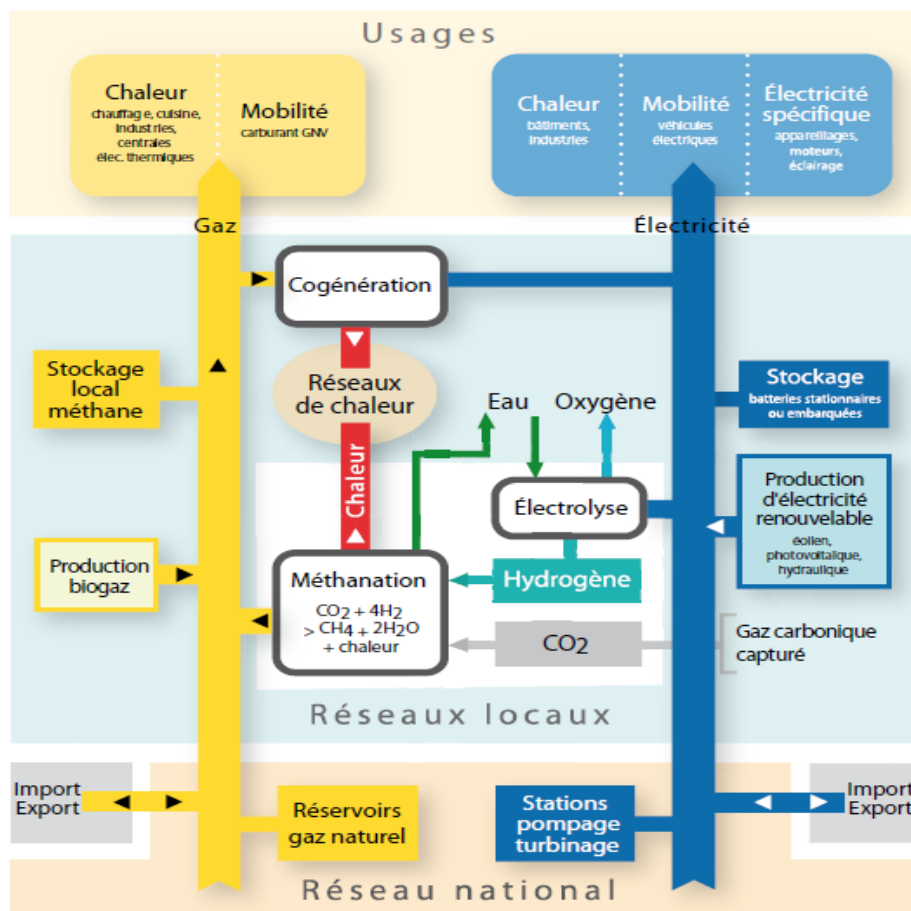 Usages
Chaleur
chauffage, cuisine,
industries,
centrales
élec. thermiques
Mobilité
carburant GNV
Chaleur
bâtiments,
industries
Mobilité
véhicules
électriques
Électricité
spécifique
appareillages,
moteurs,
éclairage
Gaz
Électricité
Cogénération
Stockage
local
méthane
Réseaux
de chaleur
Eau
Oxygène
Stockage
batteries stationnaires
ou embarquées
Chaleur
Électrolyse
Production
d'électricité
renouvelable
éolien,
photovoltaïque,
hydraulique
Production
biogaz
Méthanation
CO2 + 4H2
> CH4 + 2H2O
+ chaleur
Hydrogène
CO2
Gaz carbonique
capturé
Réseaux locaux
Import
Export
Réservoirs
gaz naturel
Stations
pompage
turbinage
Import
Export
Réseau national